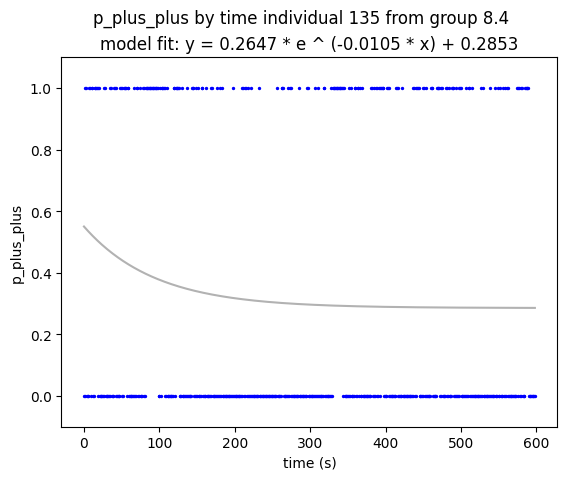 p_plus_plus by time individual 135 from group 8.4
model fit: y = 0.2647 * e ^ (-0.0105 * x) + 0.2853
1.0
0.8
0.6
0.4
0.2
0.0
p_plus_plus
0 100 200 300 400 500 600
time (s)